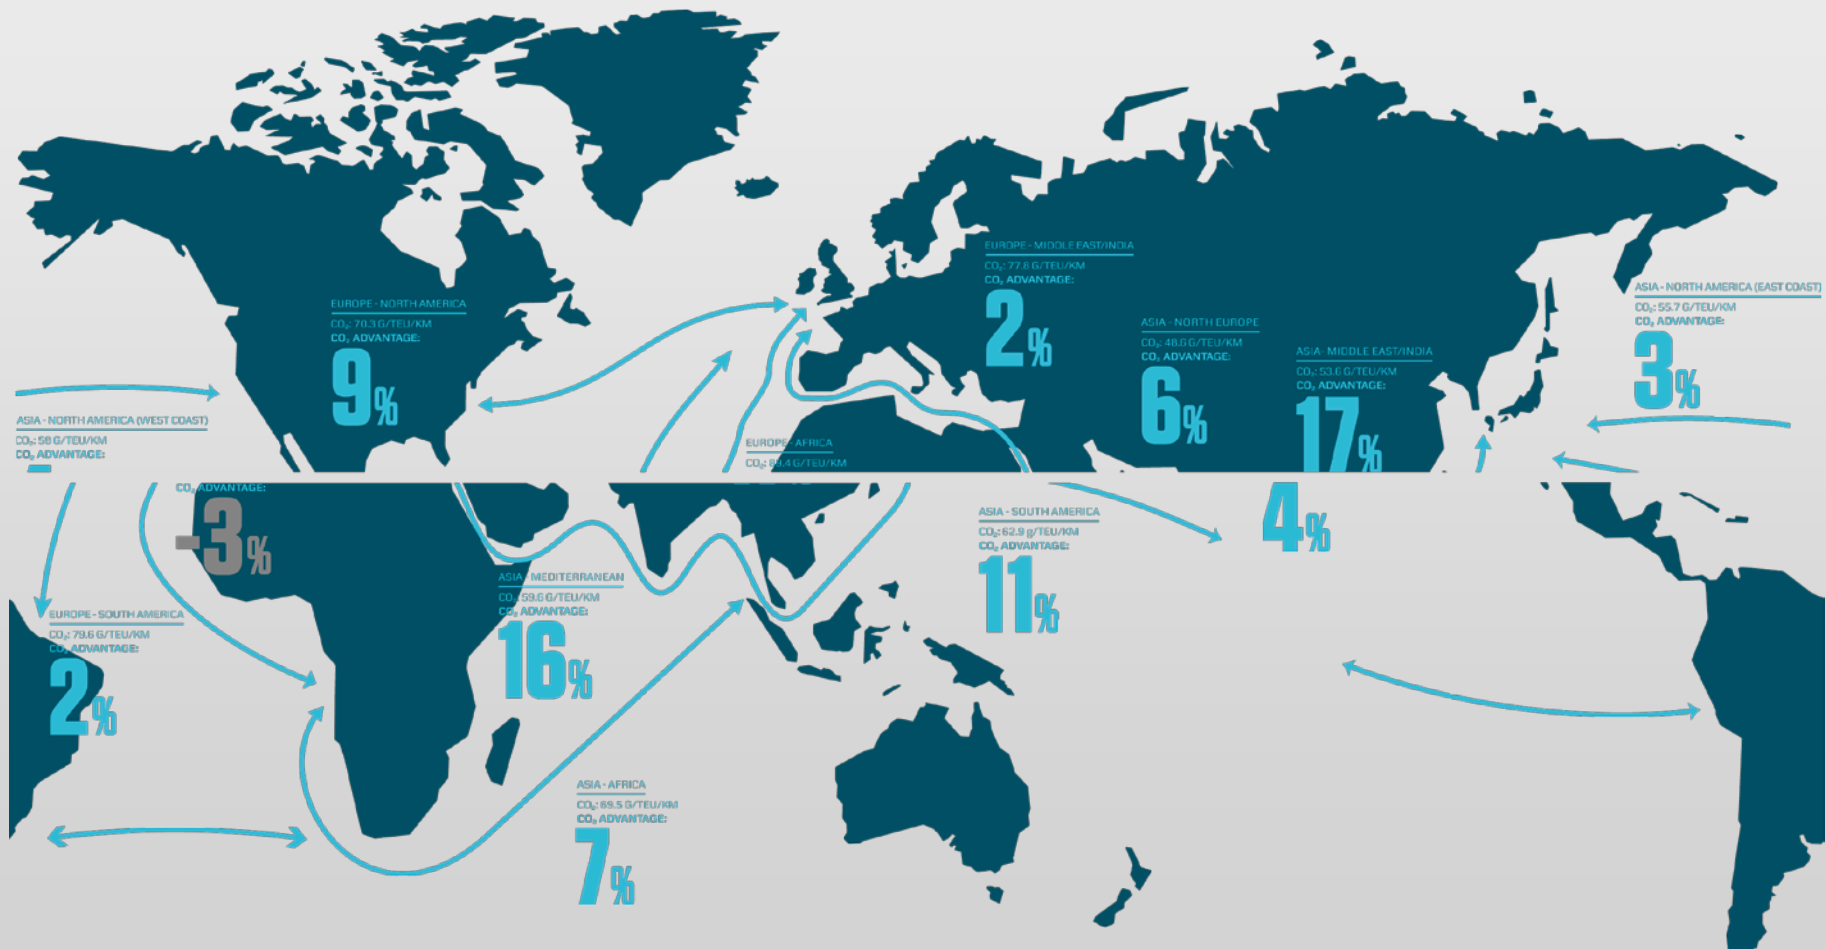 EUROPE - MIDDLE EAST/INDIA
CO₂: 77.8 G/TEU/KM
CO₂ ADVANTAGE:
2%
ASIA - NORTH AMERICA (EAST COAST)
CO₂: 55.7 G/TEU/KM
CO₂ ADVANTAGE:
3%
EUROPE - NORTH AMERICA
CO₂: 70.3 G/TEU/KM
CO₂ ADVANTAGE:
9%
ASIA - NORTH EUROPE
CO₂: G/TEU/KM
CO₂ ADVANTAGE:
6%
ASIA - MIDDLE EAST/INDIA
CO₂: 53.6 G/TEU/KM
CO₂ ADVANTAGE:
17%
ASIA - NORTH AMERICA (WEST COAST)
CO₂: 58 G/TEU/KM
CO₂ ADVANTAGE:
EUROPE - AFRICA
CO₂: 89.4 G/TEU/KM
CO₂ ADVANTAGE:
-3%
4%
ASIA - SOUTH AMERICA
CO₂: 62.9 g/TEU/KM
CO₂ ADVANTAGE:
11%
ASIA - MEDITERRANEAN
CO₂: 59.6 G/TEU/KM
CO₂ ADVANTAGE:
16%
EUROPE - SOUTH AMERICA
CO₂: 79.6 G/TEU/KM
CO₂ ADVANTAGE:
2%
ASIA - AFRICA
CO₂: 69.5 G/TEU/KM
CO₂ ADVANTAGE:
7%